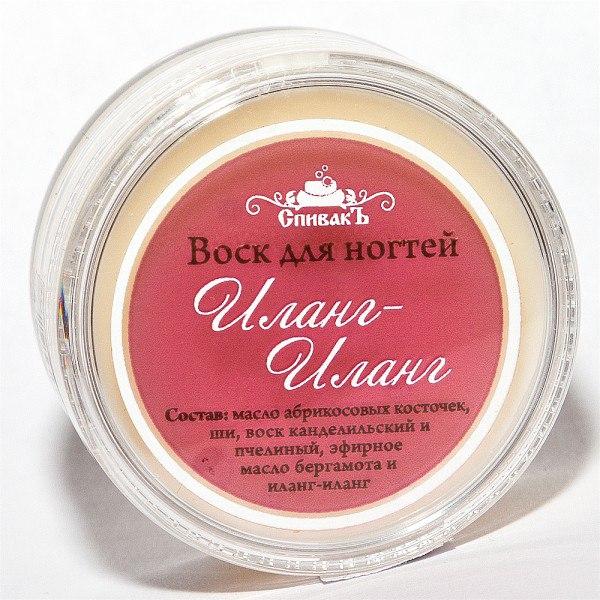 СпивакЪ
Воск для ногтей
Иланг-
Иланг
Состав: масло абрикосовых косточек,
ши, воск канделильский и
пчелиный, эфирное
масло бергамота и
иланг-иланг